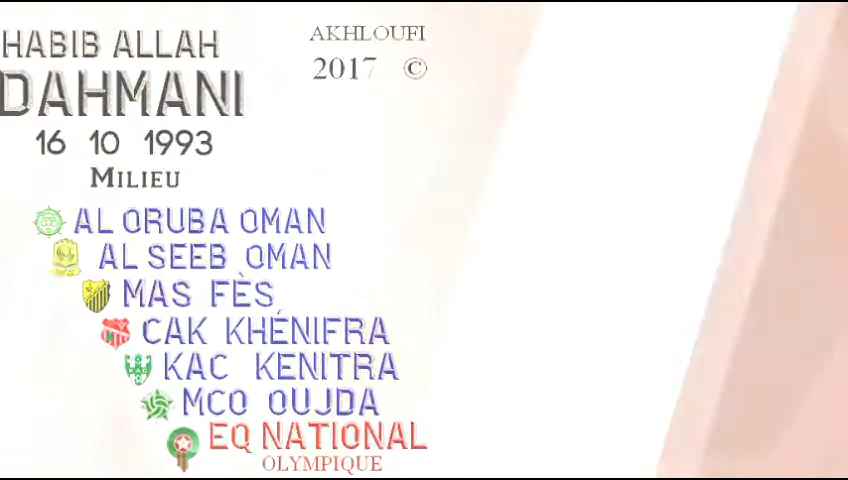 HABIB ALLAH
DAHMANI
16 10 1993
MILIEU
AKHLOUFI
2017 ©
AL ORUBA OMAN
AL SEEB OMAN
MAS FÈS
CAK KHÉNIFRA
KAC KENITRA
MCO OUJDA
EQ NATIONAL
OLYMPIQUE